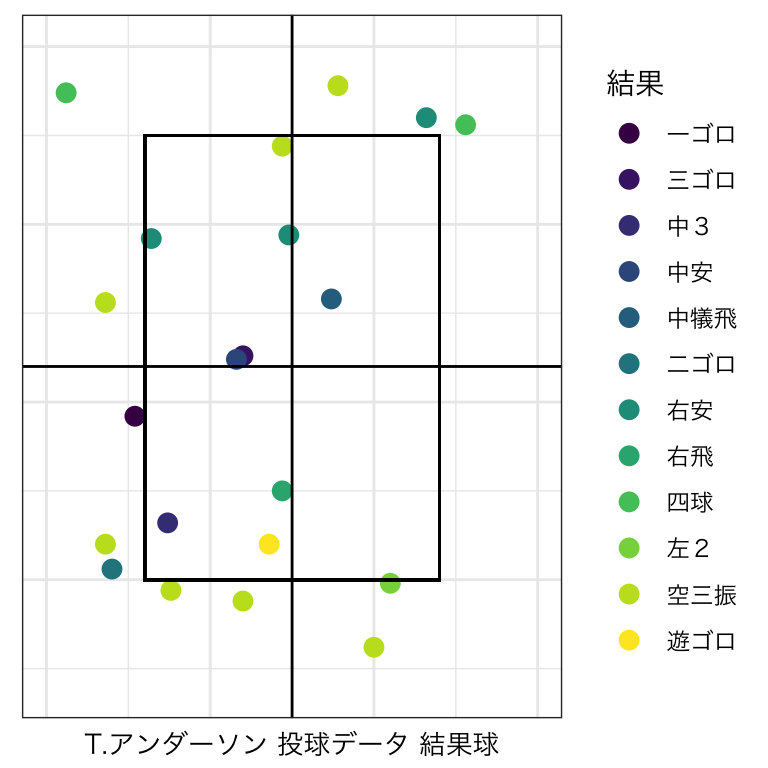 結果
一ゴロ
三ゴロ
中３
中安
中犠飛
二ゴロ
右安
右飛
四球
左２
空三振
遊ゴロ
T.アンダーソン 投球データ 結果球